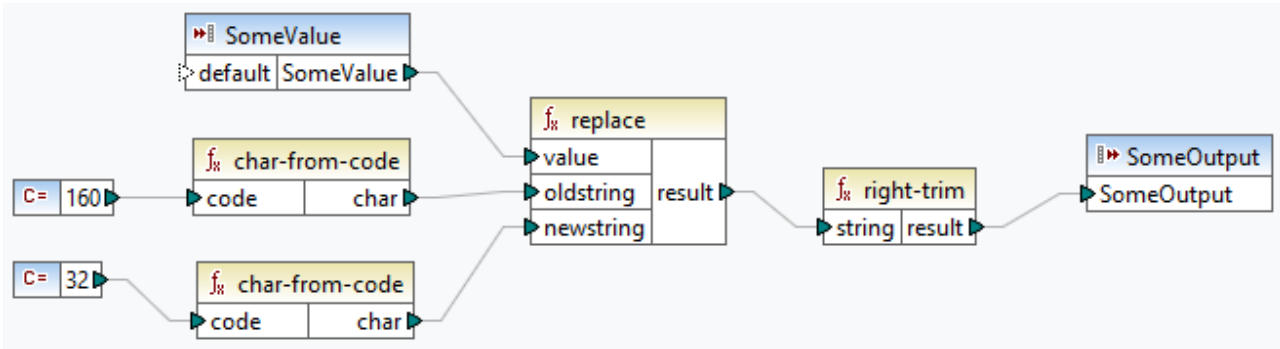 SomeValue
default SomeValue
replace
value
char-from-code
C= 160 code char
oldstring result
newstring
C= 32
char-from-code
code char
right-trim
string result
SomeOutput
SomeOutput